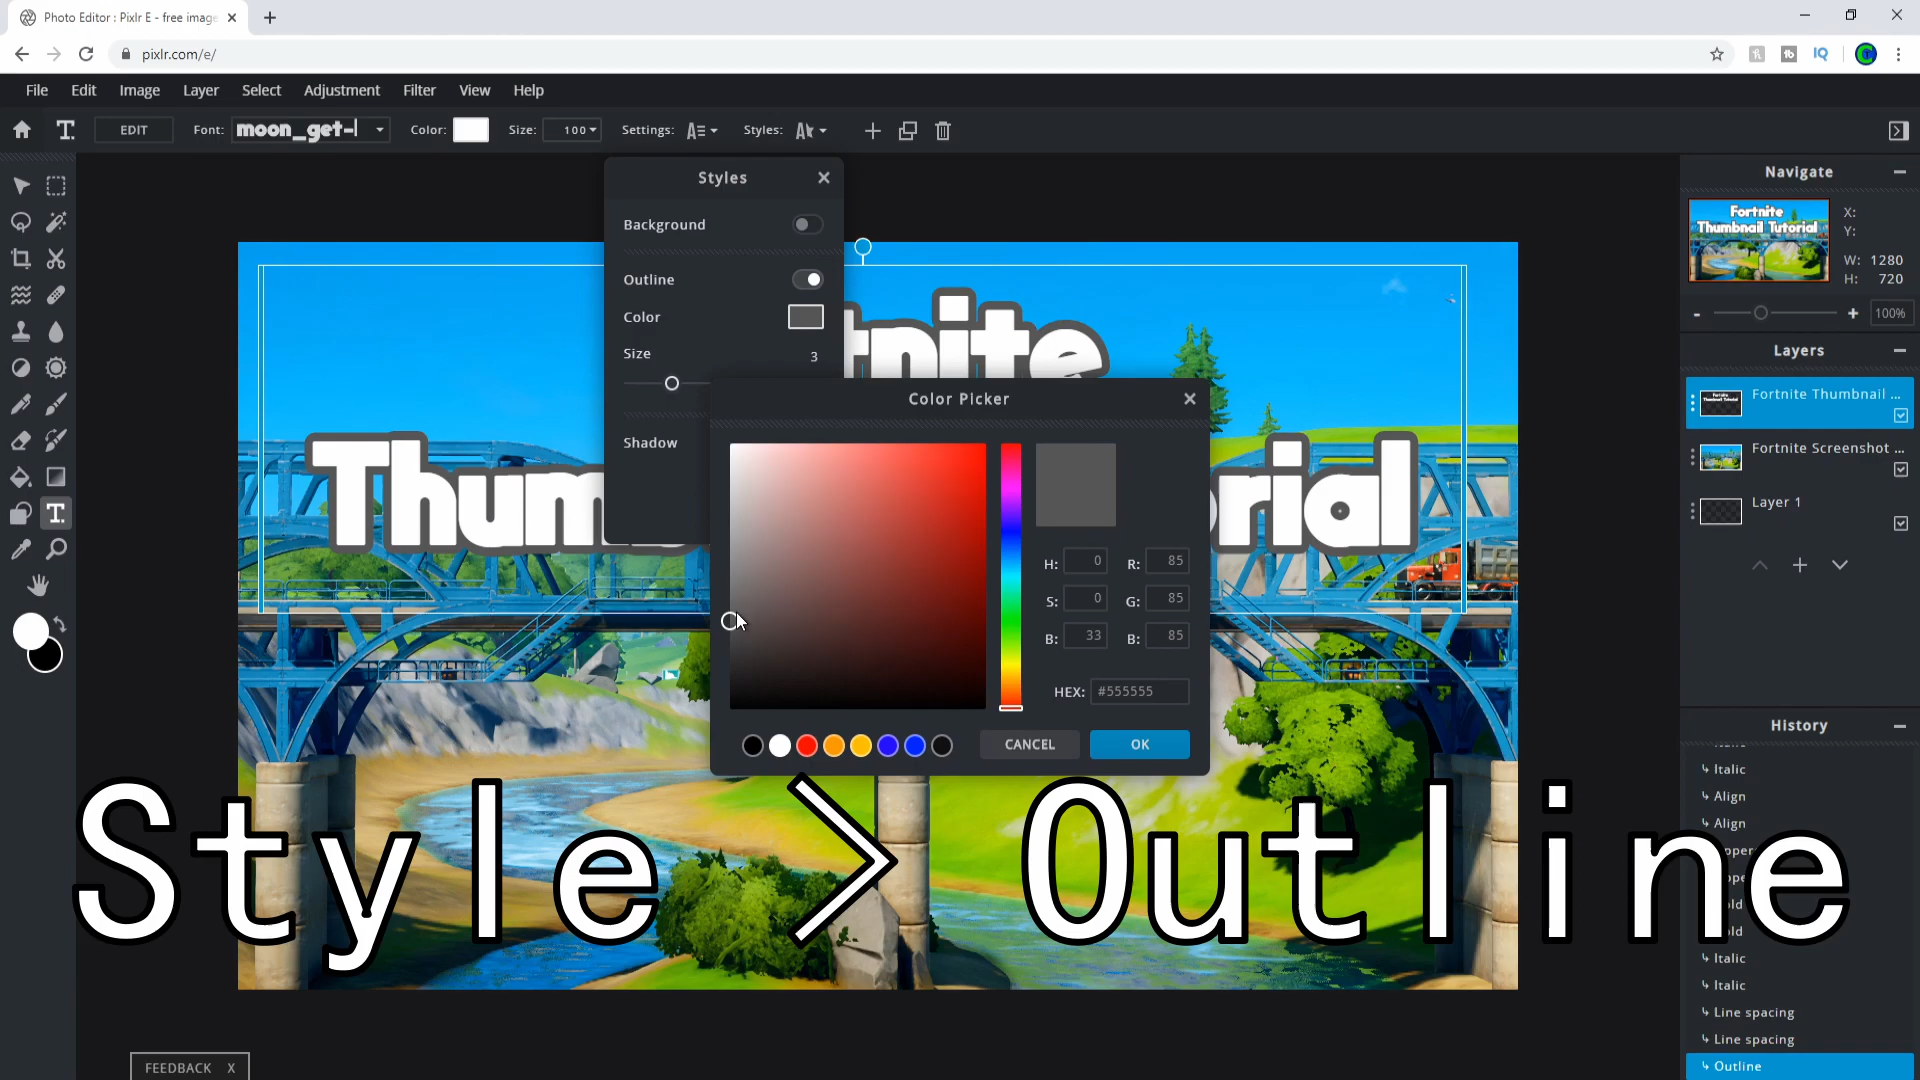 Photo Editor : Pixlr E - free image
pixlr.com/e/
File Edit Image Layer Select Adjustment Filter View Help
EDIT Font: moon_get- Color: Size: 100 Settings: Styles:
Styles
Background
Outline
Color
Size 3
Shadow
Color Picker
H: 0 R: 85
S: 0 G: 85
B: 33 B: 85
HEX: #555555
CANCEL OK
Navigate
Fortnite
Thumbnail Tutorial
X:
Y:
W: 1280
H: 720
- + 100%
Layers
Fortnite Thumbnail ...
Fortnite Screenshot ...
Layer 1
History
Italic
Align
Align
Italic
Italic
Line spacing
Line spacing
Outline
Style > Outline
FEEDBACK X